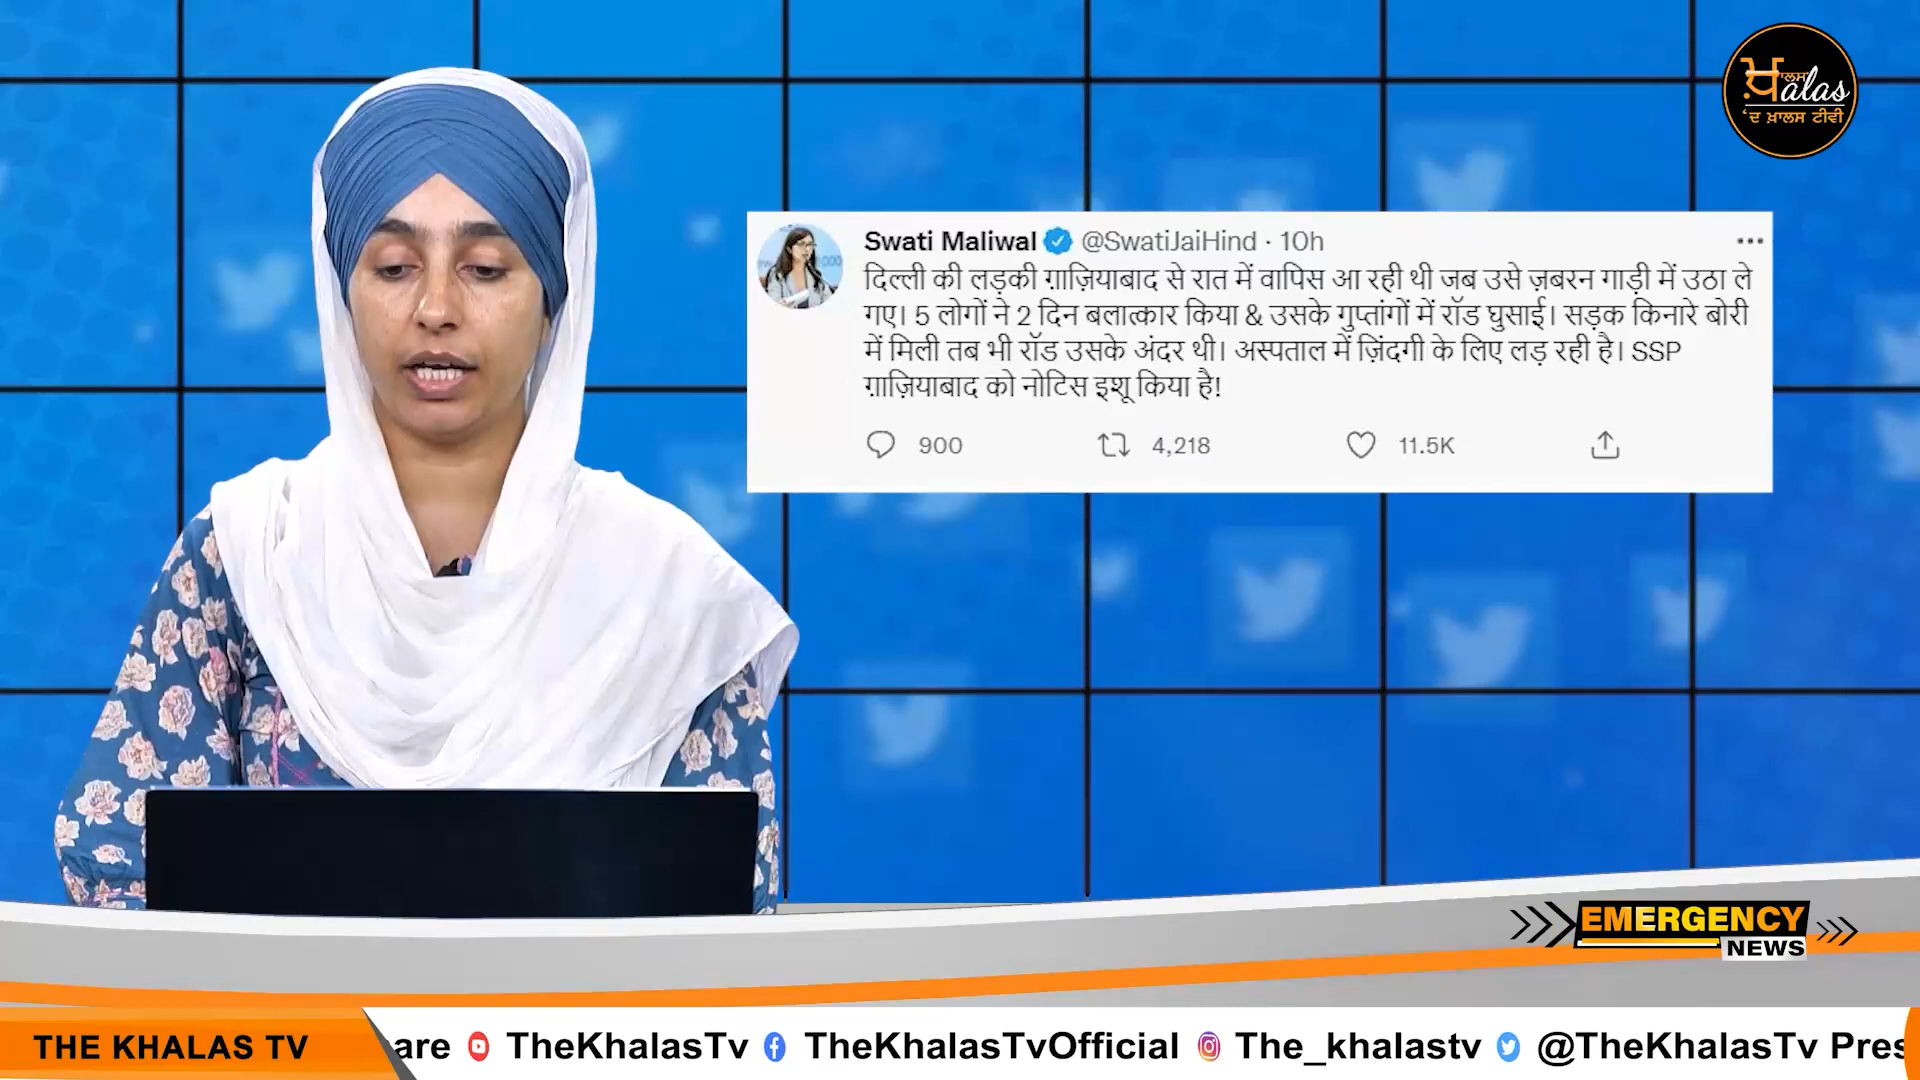 ਖ਼ਾਲਸ
alas
'ਦ ਖ਼ਾਲਸ ਟੀਵੀ
Swati Maliwal @SwatiJaiHind · 10h
दिल्ली की लड़की ग़ाज़ियाबाद से रात में वापिस आ रही थी जब उसे ज़बरन गाड़ी में उठा ले
गए। 5 लोगों ने 2 दिन बलात्कार किया & उसके गुप्तांगों में रॉड घुसाई। सड़क किनारे बोरी
में मिली तब भी रॉड उसके अंदर थी। अस्पताल में ज़िंदगी के लिए लड़ रही है। SSP
ग़ाज़ियाबाद को नोटिस इशू किया है!
900 4,218 11.5K
EMERGENCY
NEWS
THE KHALAS TV are TheKhalasTv TheKhalasTvOfficial The_khalastv @TheKhalasTv Pres